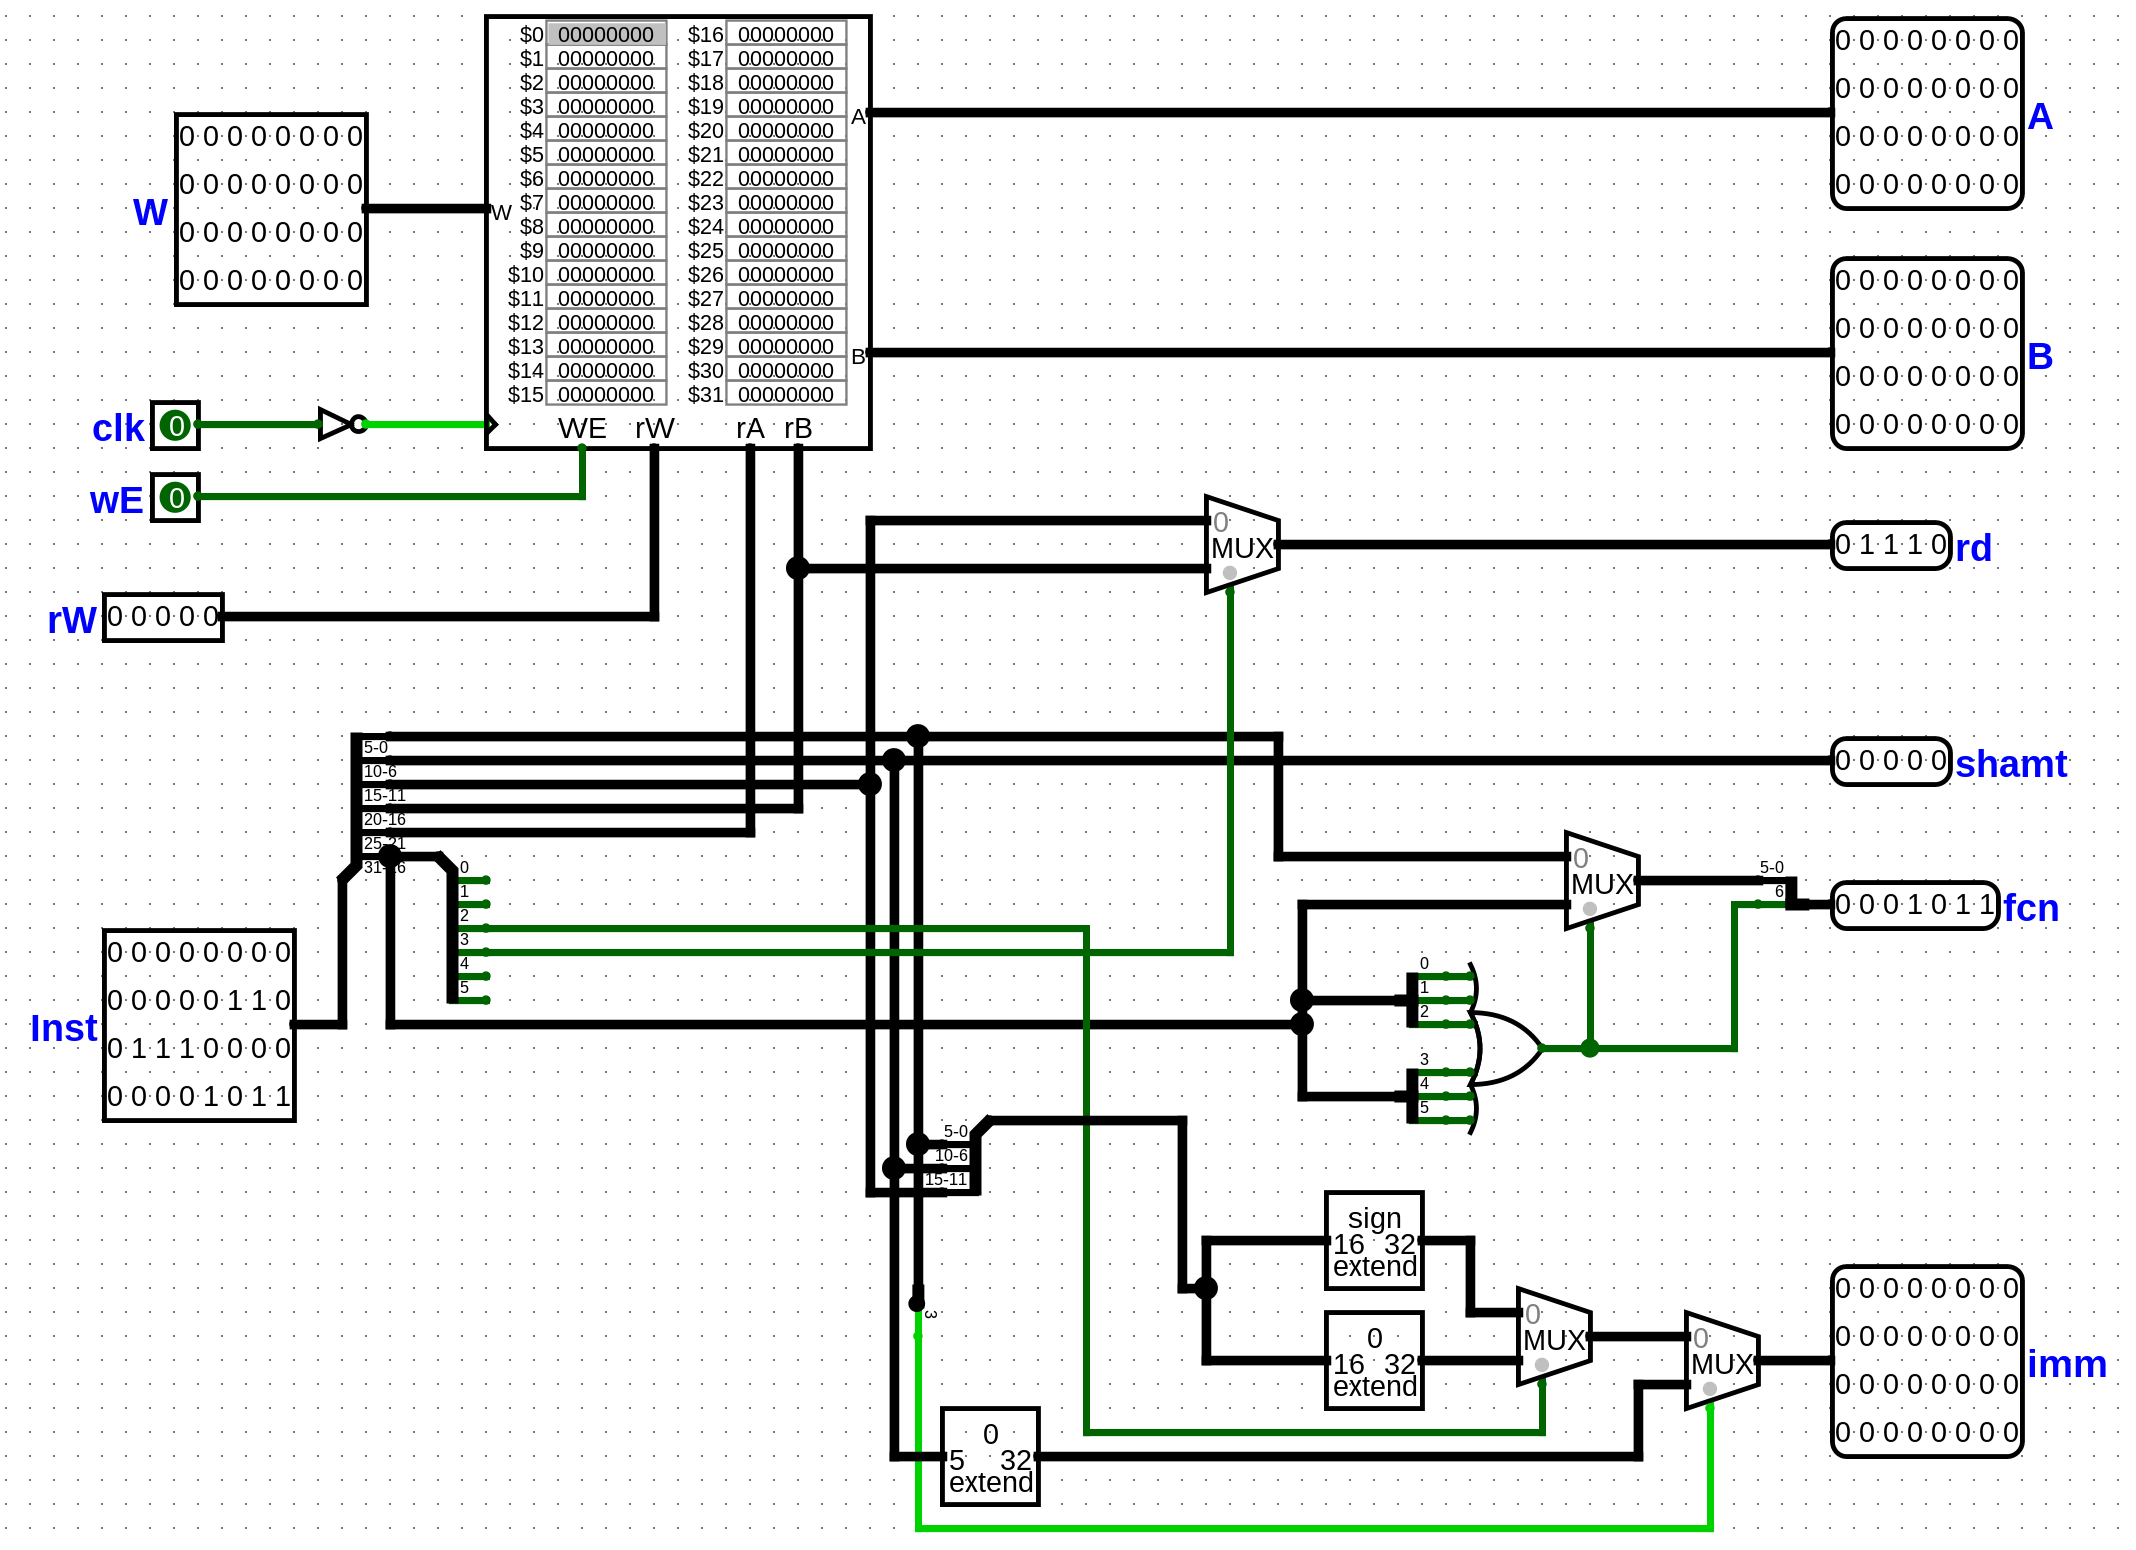 $0 00000000 $16 00000000
$1 00000000 $17 00000000
$2 00000000 $18 00000000
$3 00000000 $19 00000000
$4 00000000 $20 00000000
$5 00000000 $21 00000000
$6 00000000 $22 00000000
$7 00000000 $23 00000000
$8 00000000 $24 00000000
$9 00000000 $25 00000000
$10 00000000 $26 00000000
$11 00000000 $27 00000000
$12 00000000 $28 00000000
$13 00000000 $29 00000000
$14 00000000 $30 00000000
$15 00000000 $31 00000000
W
A
B
WE rW rA rB
W
0 0 0 0 0 0 0 0
0 0 0 0 0 0 0 0
0 0 0 0 0 0 0 0
0 0 0 0 0 0 0 0
clk 0
wE 0
rW 0 0 0 0 0
0 0 0 0 0 0 0 0
0 0 0 0 0 0 0 0
0 0 0 0 0 0 0 0
0 0 0 0 0 0 0 0
A
0 0 0 0 0 0 0 0
0 0 0 0 0 0 0 0
0 0 0 0 0 0 0 0
0 0 0 0 0 0 0 0
B
0
MUX
0 1 1 1 0 rd
5-0
10-6
15-11
20-16
25-21
31-26
0
1
2
3
4
5
0 0 0 0 0 shamt
0
MUX
5-0
6
0 0 0 1 0 1 1 fcn
Inst
0 0 0 0 0 0 0 0
0 0 0 0 0 1 1 0
0 1 1 1 0 0 0 0
0 0 0 0 1 0 1 1
0
1
2
3
4
5
5-0
10-6
15-11
3
sign
16 32
extend
0
16 32
extend
0
5 32
extend
0
MUX
0
MUX
0 0 0 0 0 0 0 0
0 0 0 0 0 0 0 0
0 0 0 0 0 0 0 0
0 0 0 0 0 0 0 0
imm